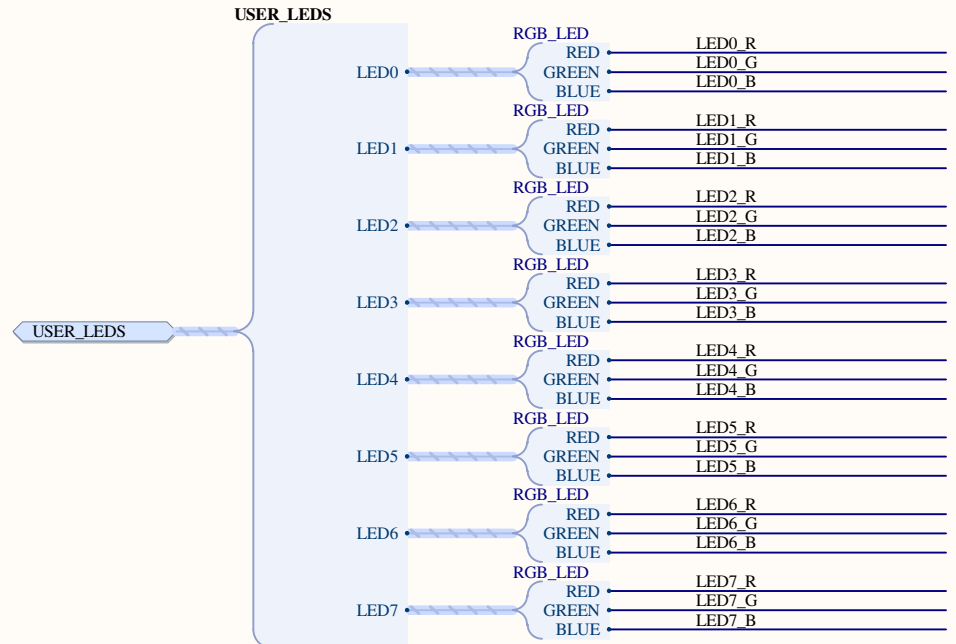 USER_LEDS
RGB_LED
RED LED0_R
LED0 GREEN LED0_G
BLUE LED0_B
RGB_LED
RED LED1_R
LED1 GREEN LED1_G
BLUE LED1_B
RGB_LED
RED LED2_R
LED2 GREEN LED2_G
BLUE LED2_B
RGB_LED
RED LED3_R
LED3 GREEN LED3_G
BLUE LED3_B
USER_LEDS
RGB_LED
RED LED4_R
LED4 GREEN LED4_G
BLUE LED4_B
RGB_LED
RED LED5_R
LED5 GREEN LED5_G
BLUE LED5_B
RGB_LED
RED LED6_R
LED6 GREEN LED6_G
BLUE LED6_B
RGB_LED
RED LED7_R
LED7 GREEN LED7_G
BLUE LED7_B